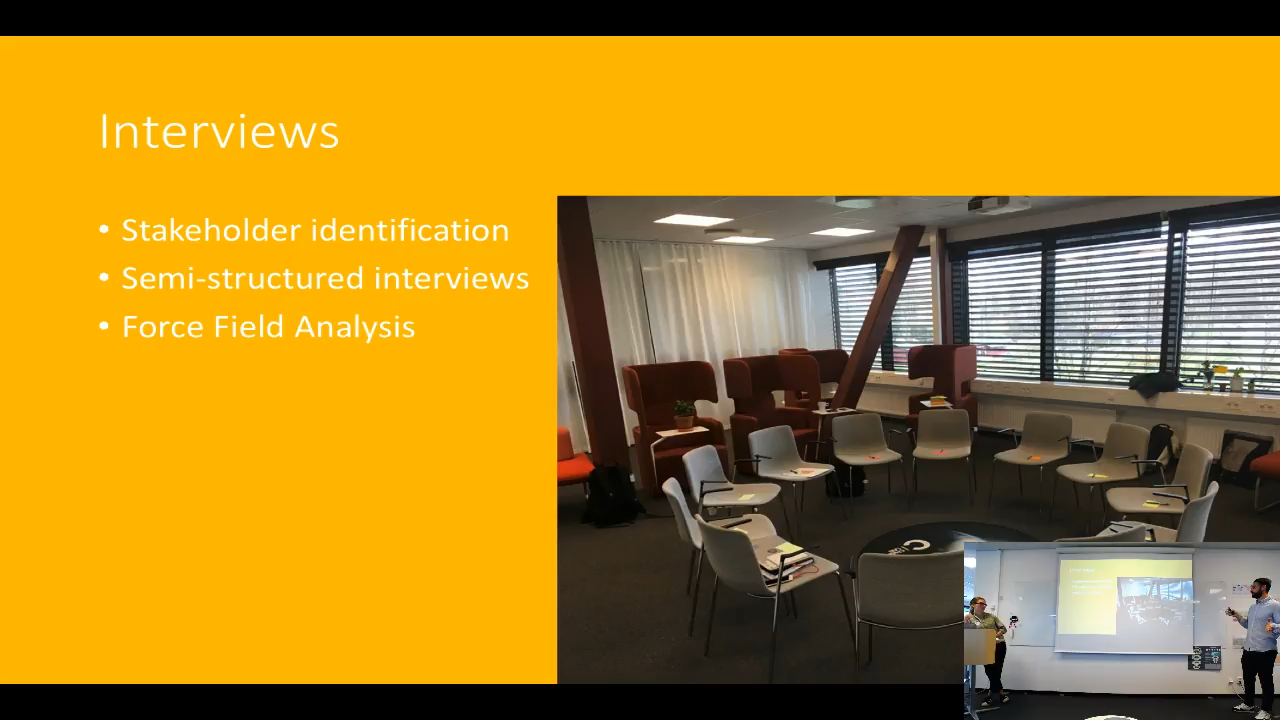 Interviews
• Stakeholder identification
• Semi-structured interviews
• Force Field Analysis